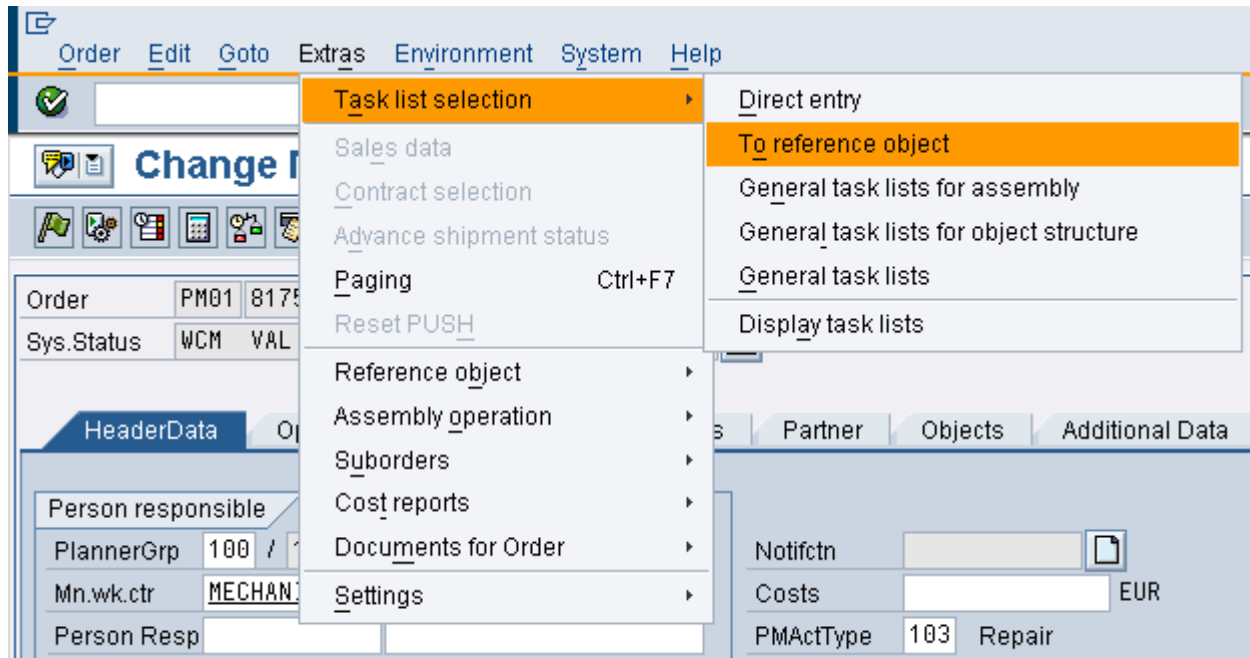 Order Edit Goto Extras Environment System Help
Task list selection
Direct entry
To reference object
Sales data
Change
General task lists for assembly
Contract selection
General task lists for object structure
Advance shipment status
General task lists
Paging Ctrl+F7
Order PM01 8175
Display task lists
Reset PUSH
Sys.Status WCM VAL
Reference object
Assembly operation
HeaderData Partner Objects Additional Data
Suborders
Cost reports
Person responsible
Documents for Order
PlannerGrp 100 / Notifctn
Settings
Mn.wk.ctr MECHAN Costs EUR
Person Resp PMActType 103 Repair